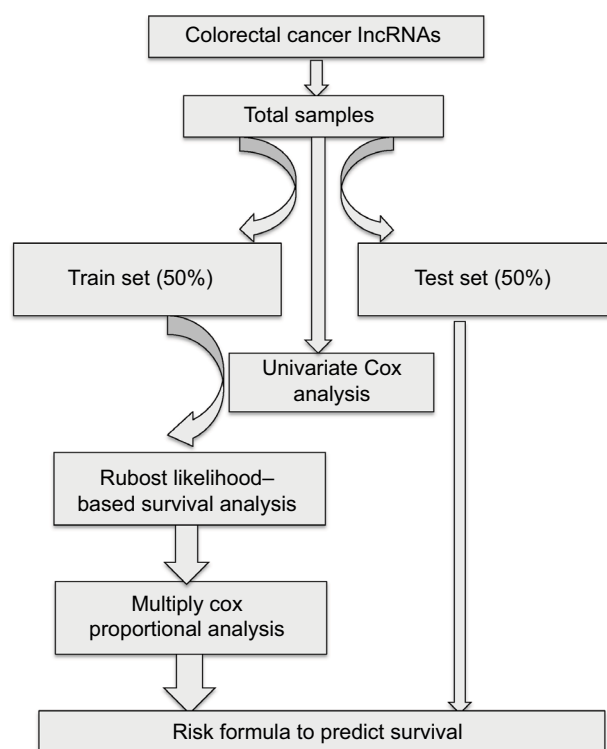 Colorectal cancer lncRNAs
Total samples
Train set (50%)
Test set (50%)
Univariate Cox
analysis
Rubost likelihood–
based survival analysis
Multiply cox
proportional analysis
Risk formula to predict survival